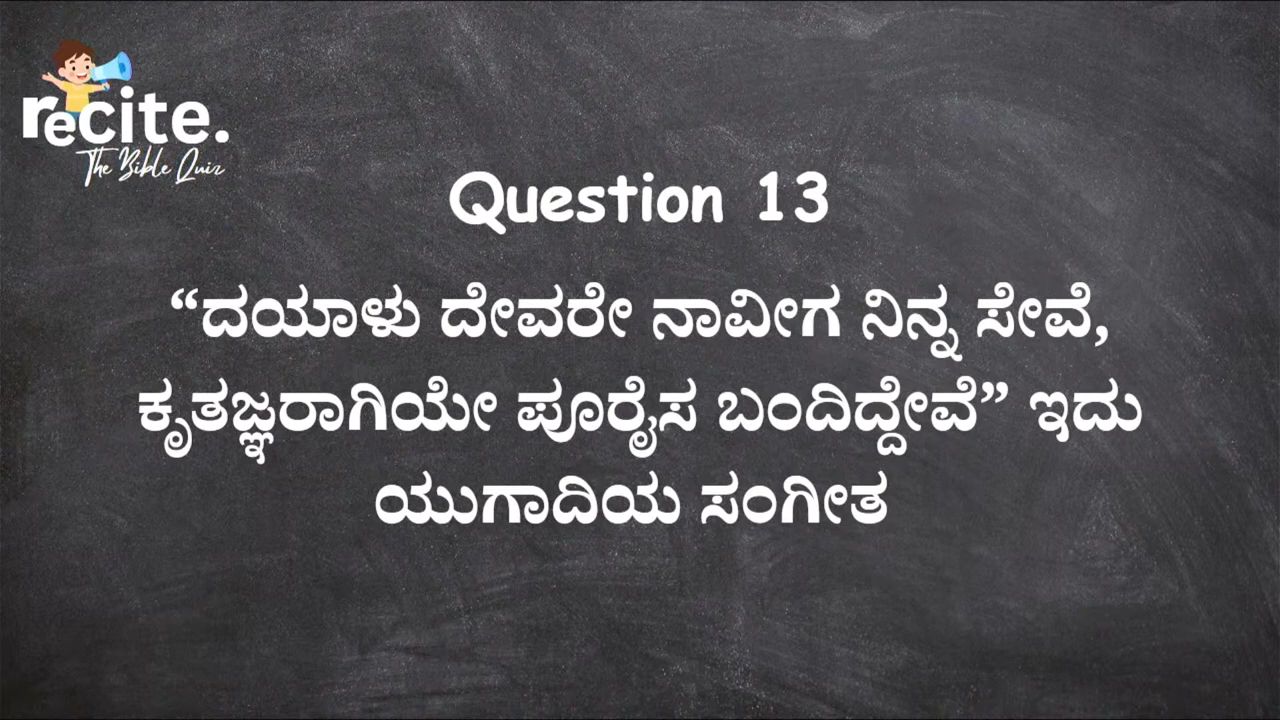 recite.
The Bible Quiz
Question 13
“ದಯಾಳು ದೇವರೇ ನಾವೀಗ ನಿನ್ನ ಸೇವೆ,
ಕೃತಜ್ಞರಾಗಿಯೇ ಪೂರೈಸ ಬಂದಿದ್ದೇವೆ” ಇದು
ಯುಗಾದಿಯ ಸಂಗೀತ